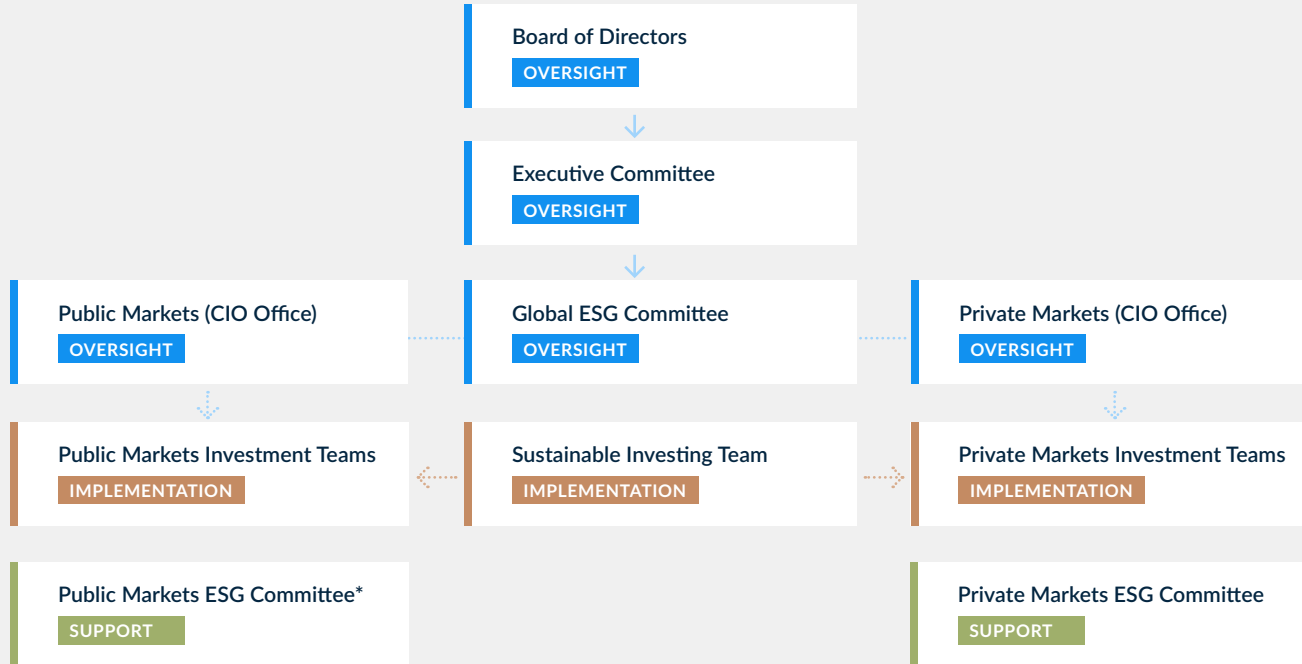 Board of Directors
OVERSIGHT
Executive Committee
OVERSIGHT
Public Markets (CIO Office)
OVERSIGHT
Global ESG Committee
OVERSIGHT
Private Markets (CIO Office)
OVERSIGHT
Public Markets Investment Teams
IMPLEMENTATION
Sustainable Investing Team
IMPLEMENTATION
Private Markets Investment Teams
IMPLEMENTATION
Public Markets ESG Committee*
SUPPORT
Private Markets ESG Committee
SUPPORT